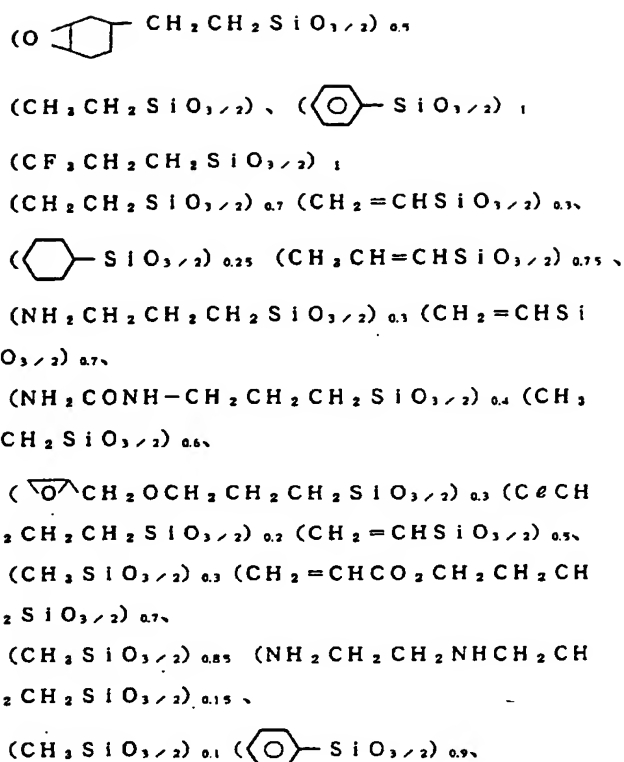 (O CH₂CH₂SiO₃/₂)₀.₅
(CH₃CH₂SiO₃/₂)、( SiO₃/₂)₁
(CF₃CH₂CH₂SiO₃/₂)₁
(CH₂CH₂SiO₃/₂)₀.₇(CH₂=CHSiO₃/₂)₀.₃、
( SiO₃/₂)₀.₂₅ (CH₃CH=CHSiO₃/₂)₀.₇₅、
(NH₂CH₂CH₂CH₂SiO₃/₂)₀.₃(CH₂=CHSi
O₃/₂)₀.₇、
(NH₂CONH-CH₂CH₂CH₂SiO₃/₂)₀.₄(CH₃
CH₂SiO₃/₂)₀.₆、
(OCH₂OCH₂CH₂CH₂SiO₃/₂)₀.₃(CℓCH
₂CH₂CH₂SiO₃/₂)₀.₂(CH₂=CHSiO₃/₂)₀.₅、
(CH₃SiO₃/₂)₀.₃(CH₂=CHCO₂CH₂CH₂CH
₂SiO₃/₂)₀.₇、
(CH₃SiO₃/₂)₀.₈₅ (NH₂CH₂CH₂NHCH₂CH
₂CH₂SiO₃/₂)₀.₁₅、
(CH₃SiO₃/₂)₀.₁( SiO₃/₂)₀.₉、